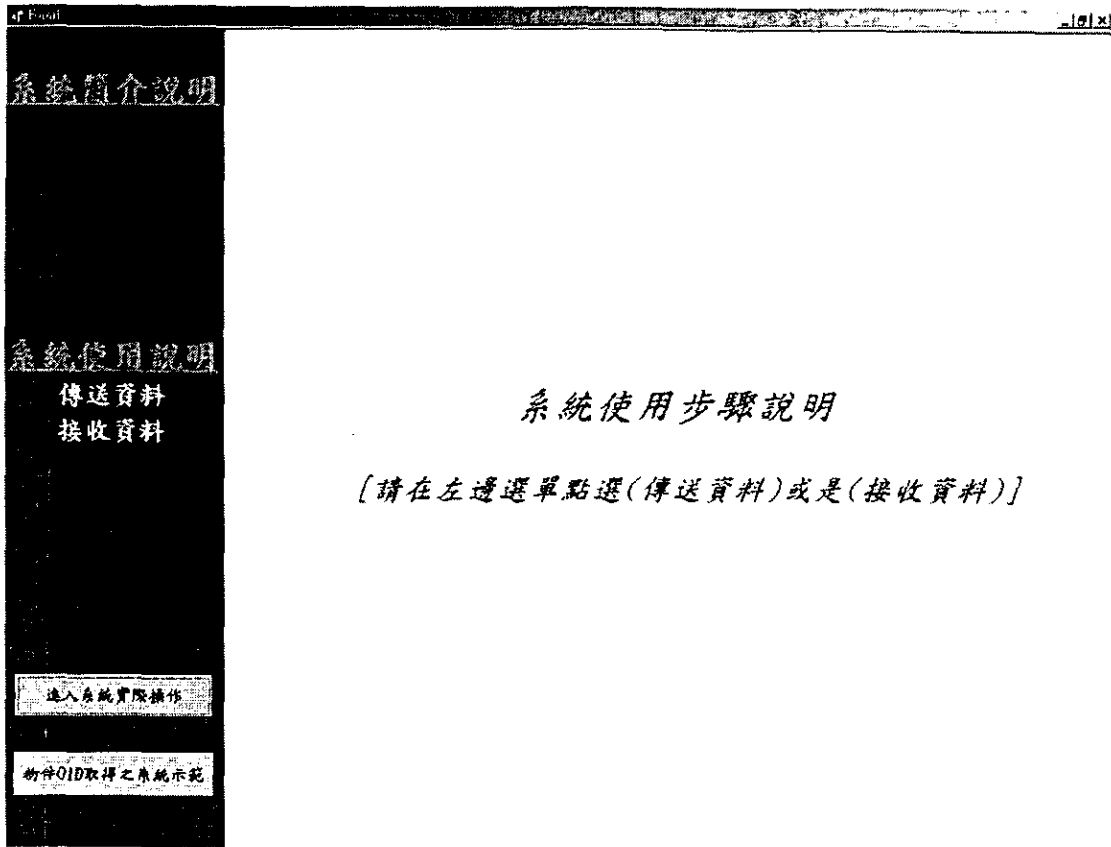 系統簡介說明
系統使用說明
傳送資料
接收資料
進入系統實際操作
物件OID取得之系統示範
系統使用步驟說明
[請在左邊選單點選(傳送資料)或是(接收資料)]